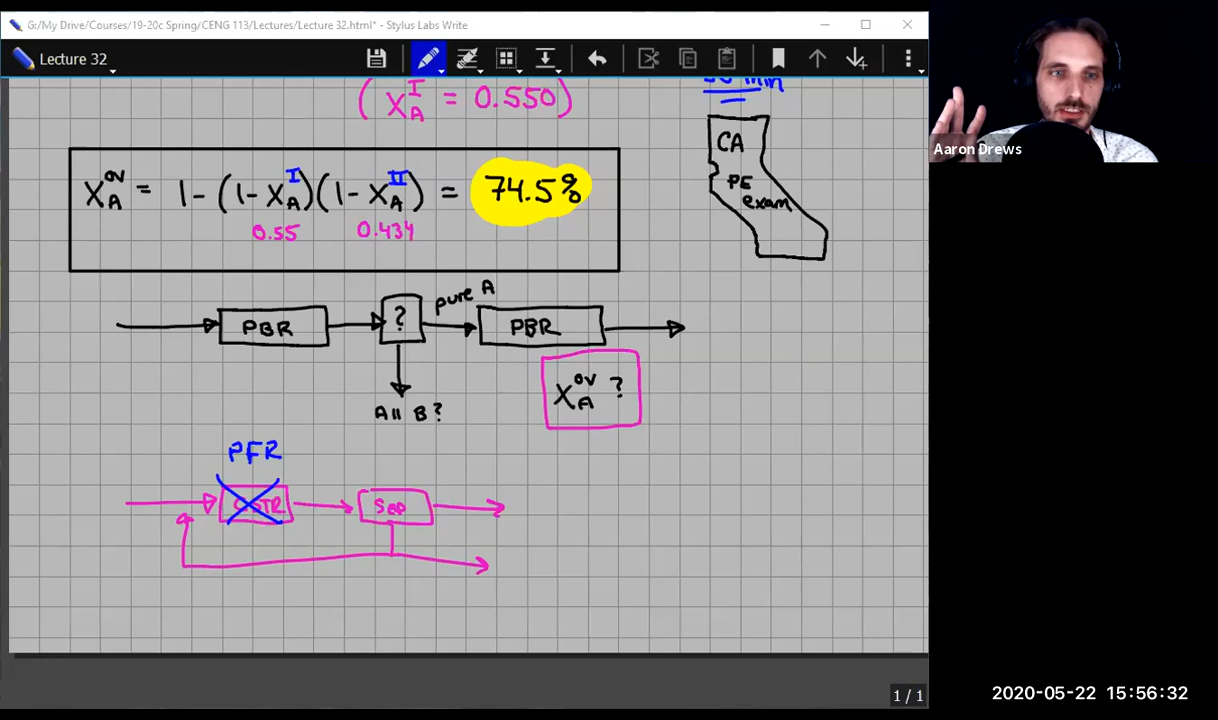 G:/My Drive/Courses/19-20c Spring/CENG 113/Lectures/Lecture 32.html* - Stylus Labs Write
Lecture 32
Aaron Drews
(X_A^I = 0.550)
min
CA
PE
exam
X_A^OV = 1-(1-X_A^I)(1-X_A^II) = 74.5%
0.55 0.434
PBR ? pure A PBR
All B?
X_A^OV ?
PFR
CSTR Sep
1 / 1
2020-05-22 15:56:32